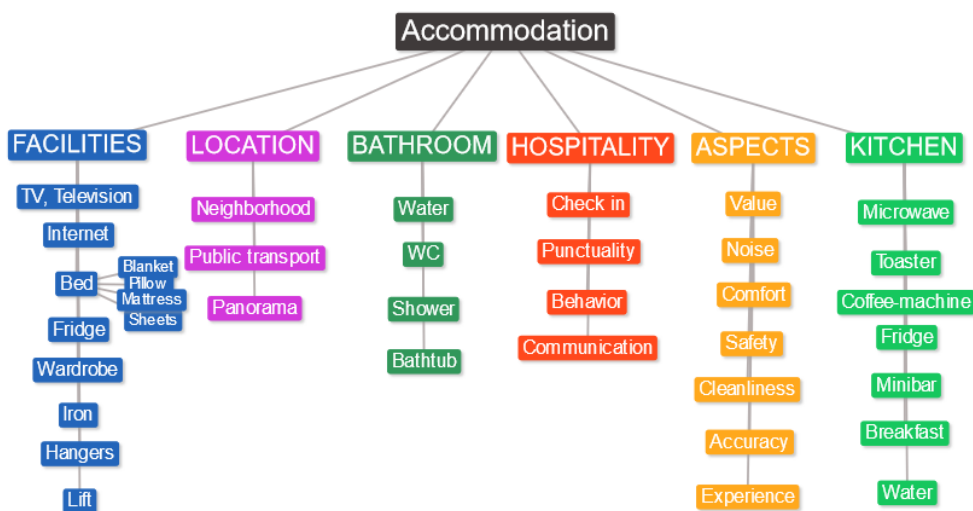 Accommodation
FACILITIES
TV, Television
Internet
Bed
Blanket
Pillow
Mattress
Sheets
Fridge
Wardrobe
Iron
Hangers
Lift
LOCATION
Neighborhood
Public transport
Panorama
BATHROOM
Water
WC
Shower
Bathtub
HOSPITALITY
Check in
Punctuality
Behavior
Communication
ASPECTS
Value
Noise
Comfort
Safety
Cleanliness
Accuracy
Experience
KITCHEN
Microwave
Toaster
Coffee-machine
Fridge
Minibar
Breakfast
Water